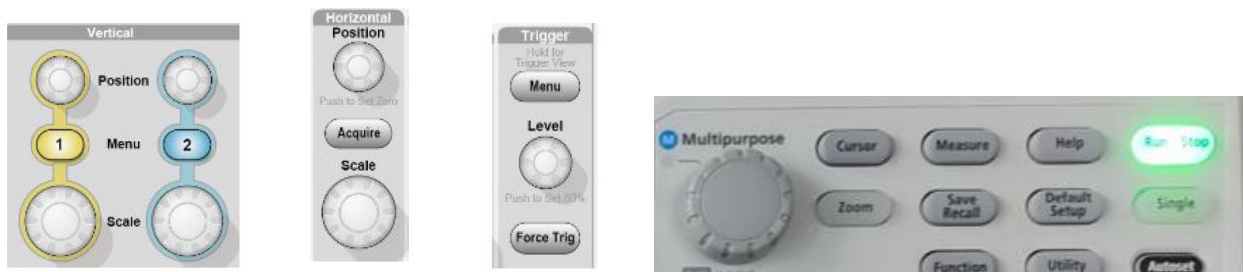 Vertical
Position
1 Menu 2
Scale
Horizontal
Position
Push to Set Zero
Acquire
Scale
Trigger
Hold for
Trigger View
Menu
Level
Push to Set 50%
Force Trig
M Multipurpose
Cursor Measure Help Run Stop
Zoom Save Recall Default Setup Single
Function Utility Autoset